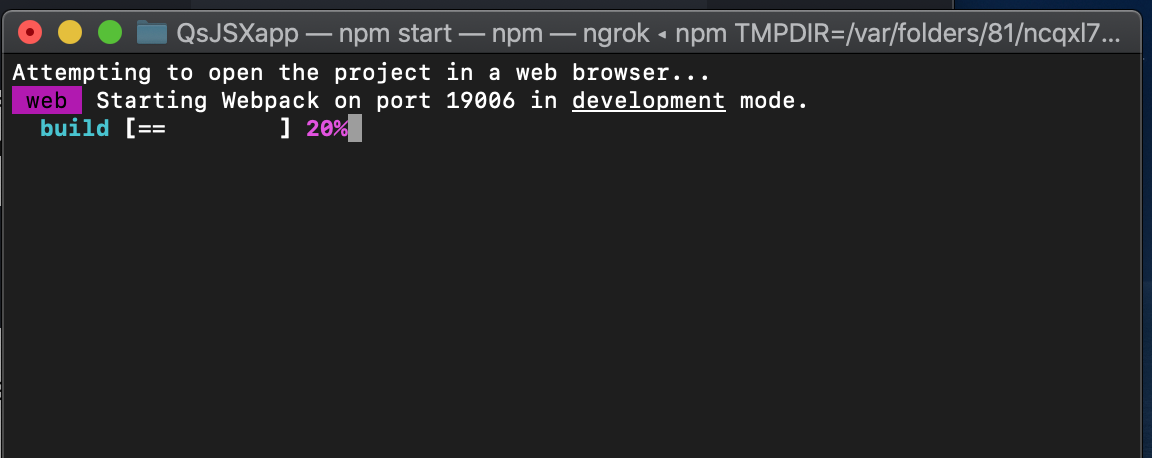 QsJSXapp — npm start — npm — ngrok ◂ npm TMPDIR=/var/folders/81/ncqxl7...
Attempting to open the project in a web browser...
web Starting Webpack on port 19006 in development mode.
build [== ] 20%